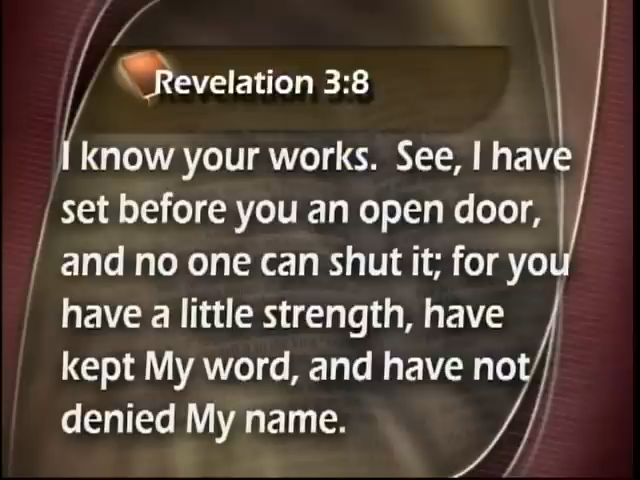 Revelation 3:8
I know your works.  See, I have
set before you an open door,
and no one can shut it; for you
have a little strength, have
kept My word, and have not
denied My name.